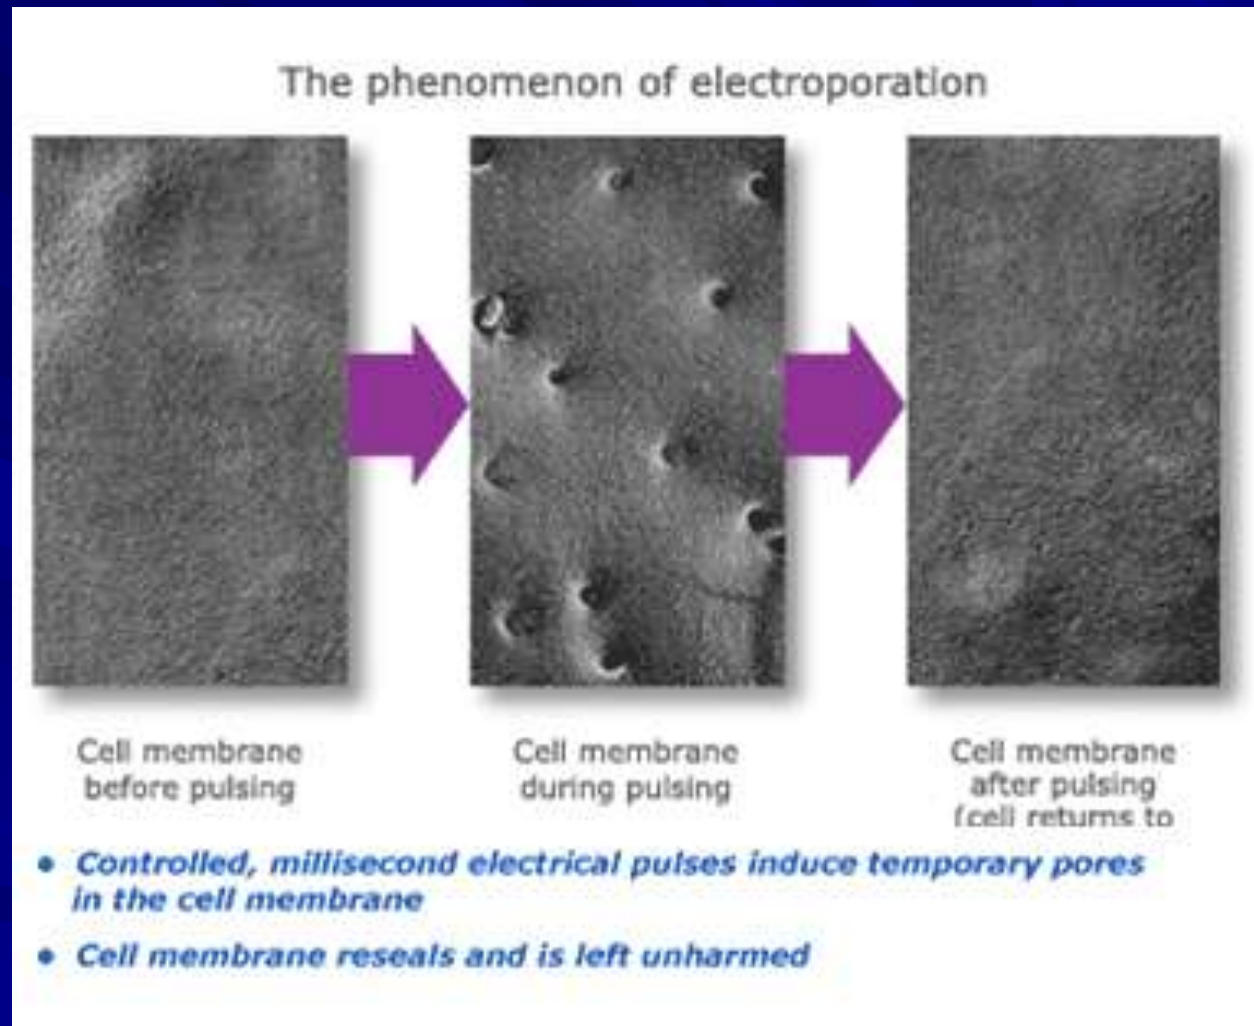 The phenomenon of electroporation
Cell membrane
before pulsing
Cell membrane
during pulsing
Cell membrane
after pulsing
(cell returns to
• Controlled, millisecond electrical pulses induce temporary pores
in the cell membrane
• Cell membrane reseals and is left unharmed